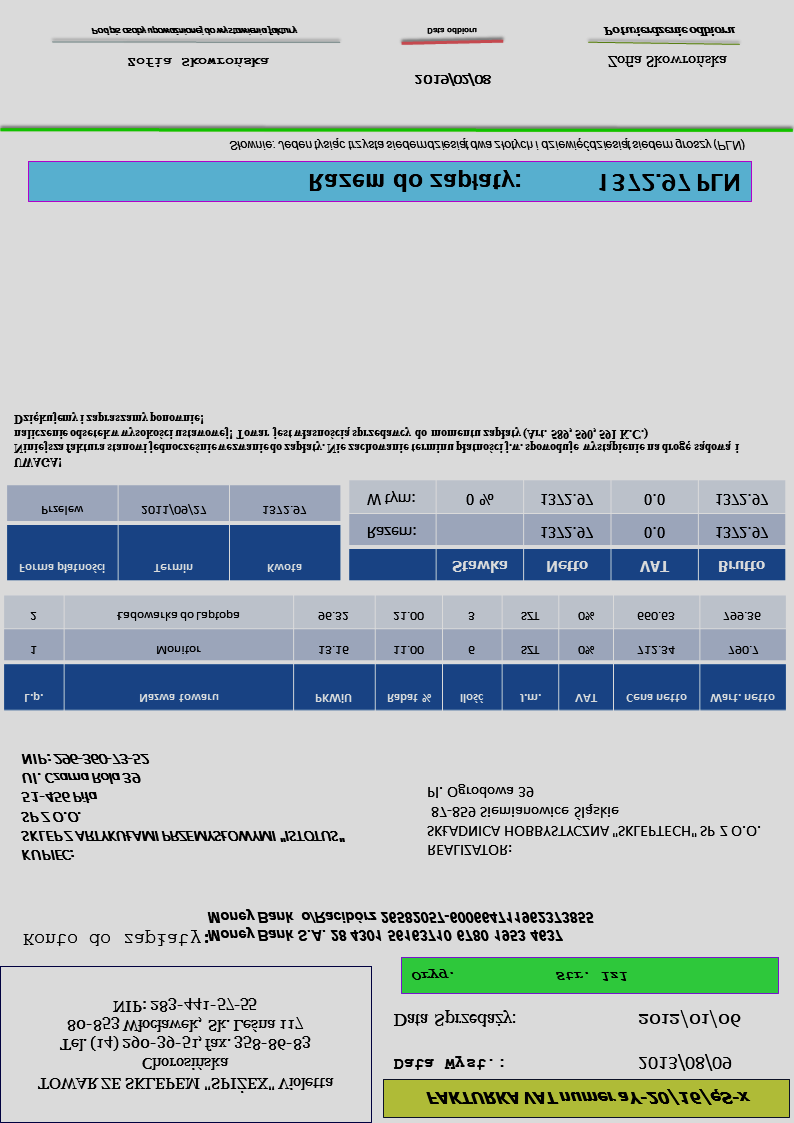 TOWAR ZE SKLEPEM "SPIŻEX" Violetta
Chorosińska
Tel. (14) 290-39-51, fax. 358-86-83
80-853 Włocławek, Sk. Leśna 117
NIP: 283-441-57-55
FAKTURKA VAT numer aY-20/16/ęS-x
Data Wyst.: 2013/08/09
Data Sprzedaży: 2012/01/06
Oryg. Str. 1z1
Konto do zapłaty: Money Bank S.A. 28 4301 56163710 6780 1953 4637
Money Bank o/Racibórz 26582057-600664711962373855
KUPIEC:
SKLEP Z ARTYKUŁAMI PRZEMYSŁOWYMI "ISTOTUS"
SP Z O.O.
51-456 Piła
Ul. Czarna Rola 39
NIP: 296-360-73-52
REALIZATOR:
SKŁADNICA HOBBYSTYCZNA "SKLEPTECH" SP Z O.O.
87-859 Siemianowice Śląskie
Pl. Ogrodowa 39
L.p. Nazwa towaru PKWiU Rabat % Ilość J.m. VAT Cena netto Wart. netto
1 Monitor 13.16 11.00 6 SZT 0% 712.34 790.7
2 Ładowarka do Laptopa 96.32 21.00 3 SZT 0% 660.63 799.36
Forma płatności Termin Kwota
Przelew 2011/09/27 1372.97
Stawka Netto VAT Brutto
Razem: 1372.97 0.0 1372.97
W tym: 0 % 1372.97 0.0 1372.97
UWAGA!
Niniejsza faktura stanowi jednocześnie wezwanie do zapłaty. Nie zachowanie terminu płatności j.w. spowoduje wystąpienie na drogę sądową i
naliczenie odsetek w wysokości ustawowej! Towar jest własnością sprzedawcy do momentu zapłaty (Art. 589, 590, 591 K.C.)
Dziękujemy i zapraszamy ponownie!
Razem do zapłaty: 1372.97 PLN
Słownie: Jeden tysiąc trzysta siedemdziesiąt dwa złotych i dziewięćdziesiąt siedem groszy (PLN)
Zofia Skowrońska
Podpis osoby upoważnionej do wystawienia faktury
2019/02/08
Data odbioru
Zofia Skowrońska
Potwierdzenie odbioru